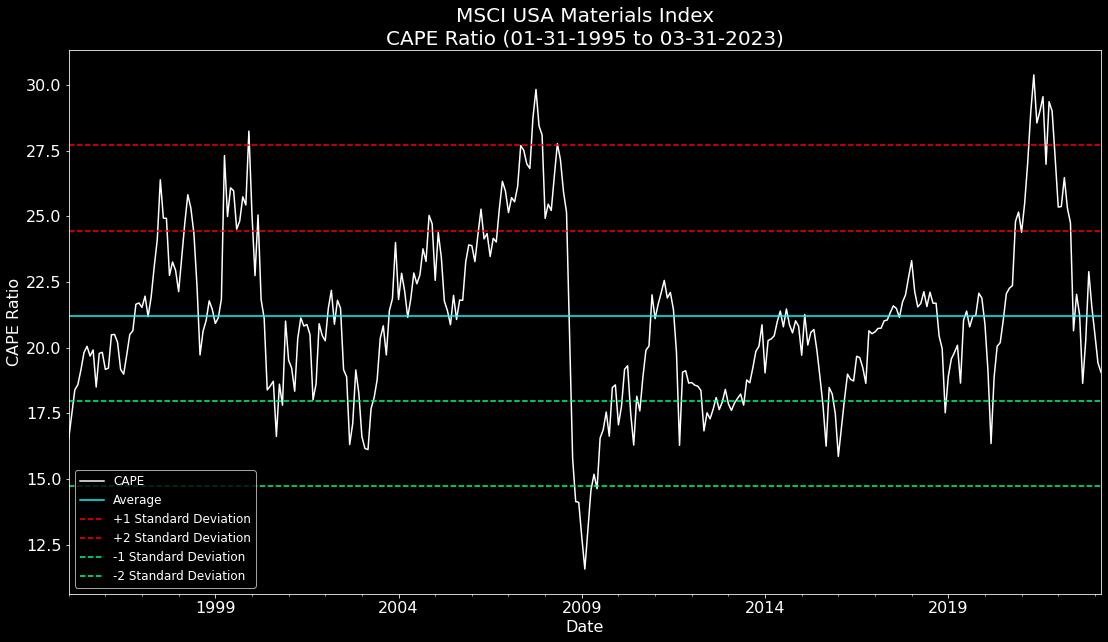 MSCI USA Materials Index
CAPE Ratio (01-31-1995 to 03-31-2023)
CAPE Ratio
30.0
27.5
25.0
22.5
20.0
17.5
15.0
12.5
CAPE
Average
+1 Standard Deviation
+2 Standard Deviation
-1 Standard Deviation
-2 Standard Deviation
1999 2004 2009 2014 2019
Date